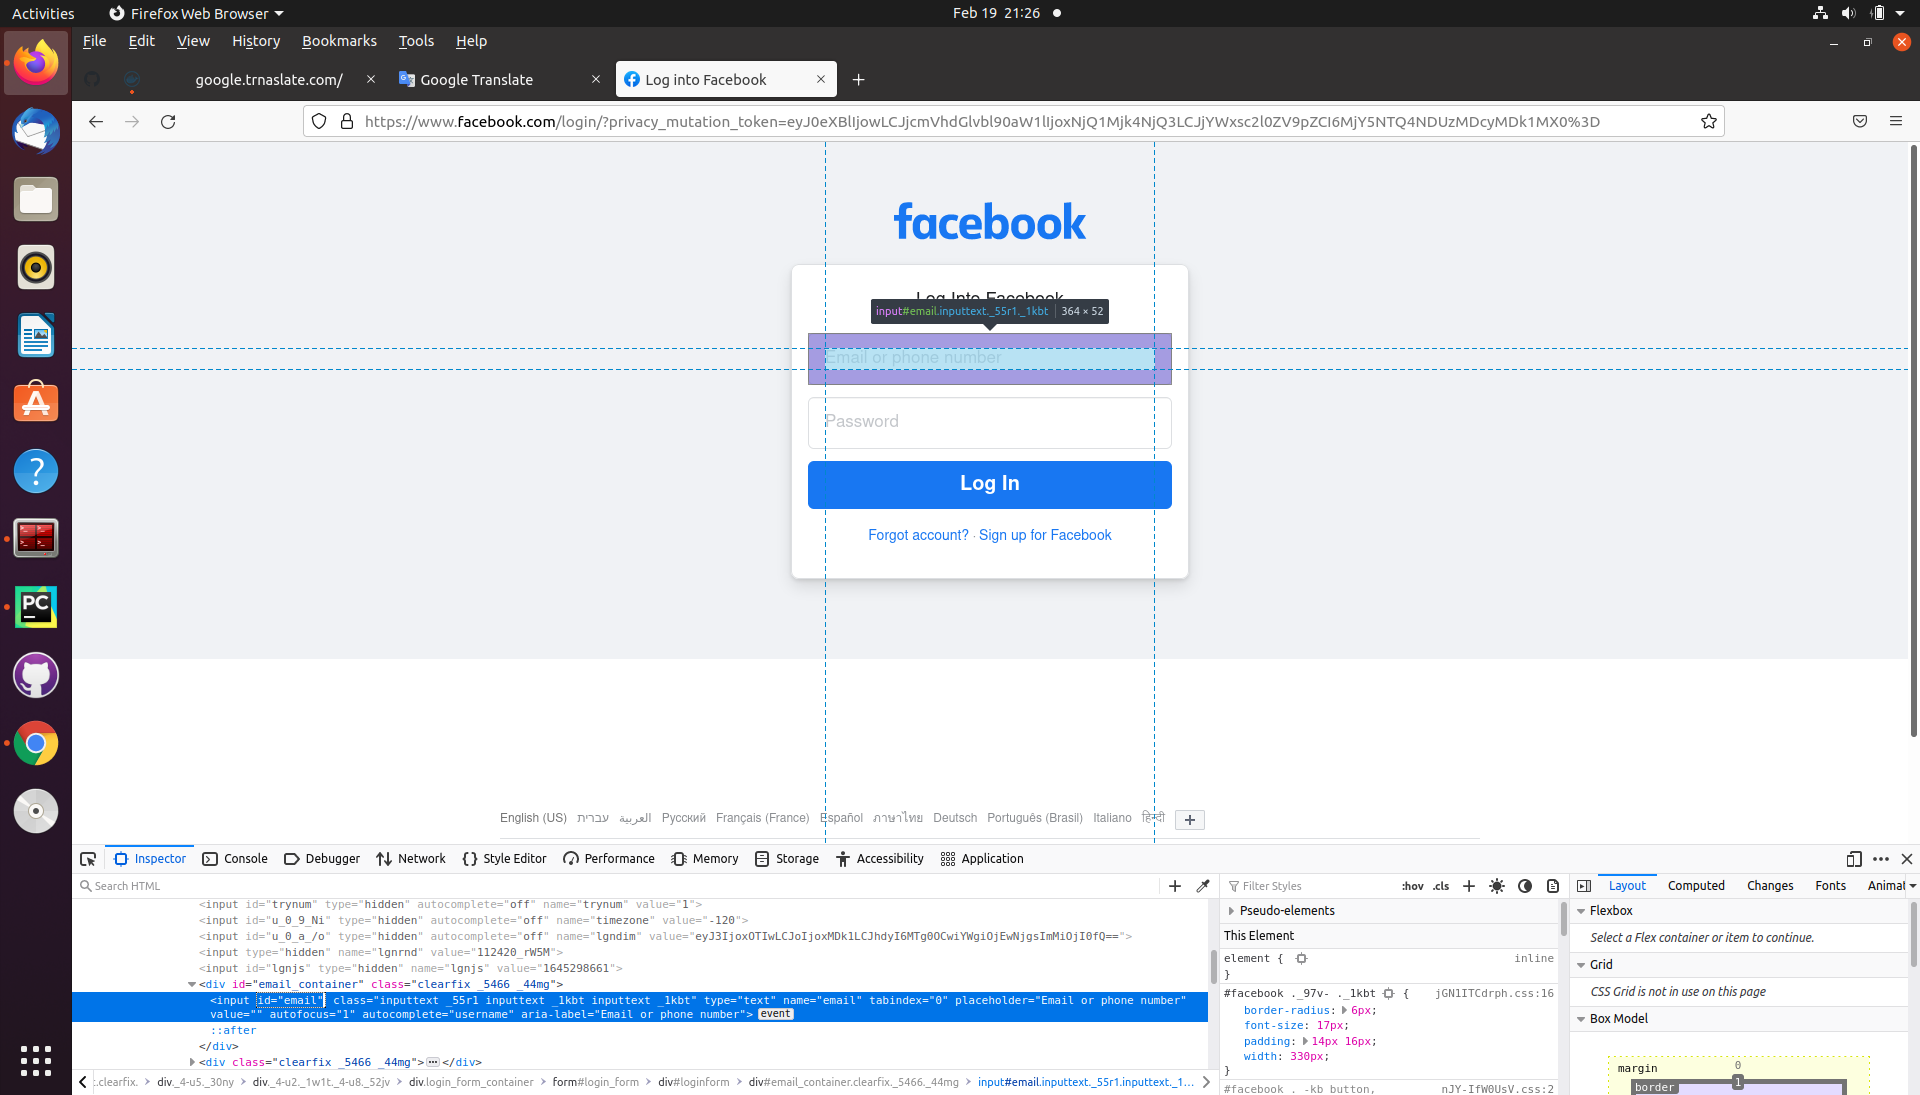 Activities Firefox Web Browser Feb 19 21:26
File Edit View History Bookmarks Tools Help
google.trnaslate.com/ Google Translate Log into Facebook
https://www.facebook.com/login/?privacy_mutation_token=eyJ0eXBlIjowLCJjcmVhdGlvbl90aW1lIjoxNjQ1Mjk4NjQ3LCJjYWxsc2l0ZV9pZCI6MjY5NTQ4NDUzMDcyMDk1MX0%3D
facebook
Log Into Facebook
input#email.inputtext._55r1._1kbt 364 × 52
Email or phone number
Password
Log In
Forgot account? · Sign up for Facebook
English (US) עברית العربية Русский Français (France) Español ภาษาไทย Deutsch Português (Brasil) Italiano हिन्दी
Inspector Console Debugger Network Style Editor Performance Memory Storage Accessibility Application
Search HTML
<input id="trynum" type="hidden" autocomplete="off" name="trynum" value="1">
<input id="u_0_9_Ni" type="hidden" autocomplete="off" name="timezone" value="-120">
<input id="u_0_a_/o" type="hidden" autocomplete="off" name="lgndim" value="eyJ3IjoxOTIwLCJoIjoxMDk1LCJhdyI6MTg0OCwiYWgiOjEwNjgsImMiOjI0fQ==">
<input type="hidden" name="lgnrnd" value="112420_rW5M">
<input id="lgnjs" type="hidden" name="lgnjs" value="1645298661">
<div id="email_container" class="clearfix _5466 _44mg">
<input id="email" class="inputtext _55r1 inputtext _1kbt inputtext _1kbt" type="text" name="email" tabindex="0" placeholder="Email or phone number"
value="" autofocus="1" autocomplete="username" aria-label="Email or phone number"> event
::after
</div>
<div class="clearfix _5466 _44mg"> </div>
:.clearfix. div._4-u5._30ny div._4-u2._1w1t._4-u8._52jv div.login_form_container form#login_form div#loginform div#email_container.clearfix._5466._44mg input#email.inputtext._55r1.inputtext._1...
Filter Styles :hov .cls
Pseudo-elements
This Element
element { inline
}
#facebook ._97v- ._1kbt { jGN1ITCdrph.css:16
border-radius: 6px;
font-size: 17px;
padding: 14px 16px;
width: 330px;
}
#facebook . -kb button, nJY-IfW0UsV.css:2
Layout Computed Changes Fonts Animat
Flexbox
Select a Flex container or item to continue.
Grid
CSS Grid is not in use on this page
Box Model
margin 0
border 1
PC